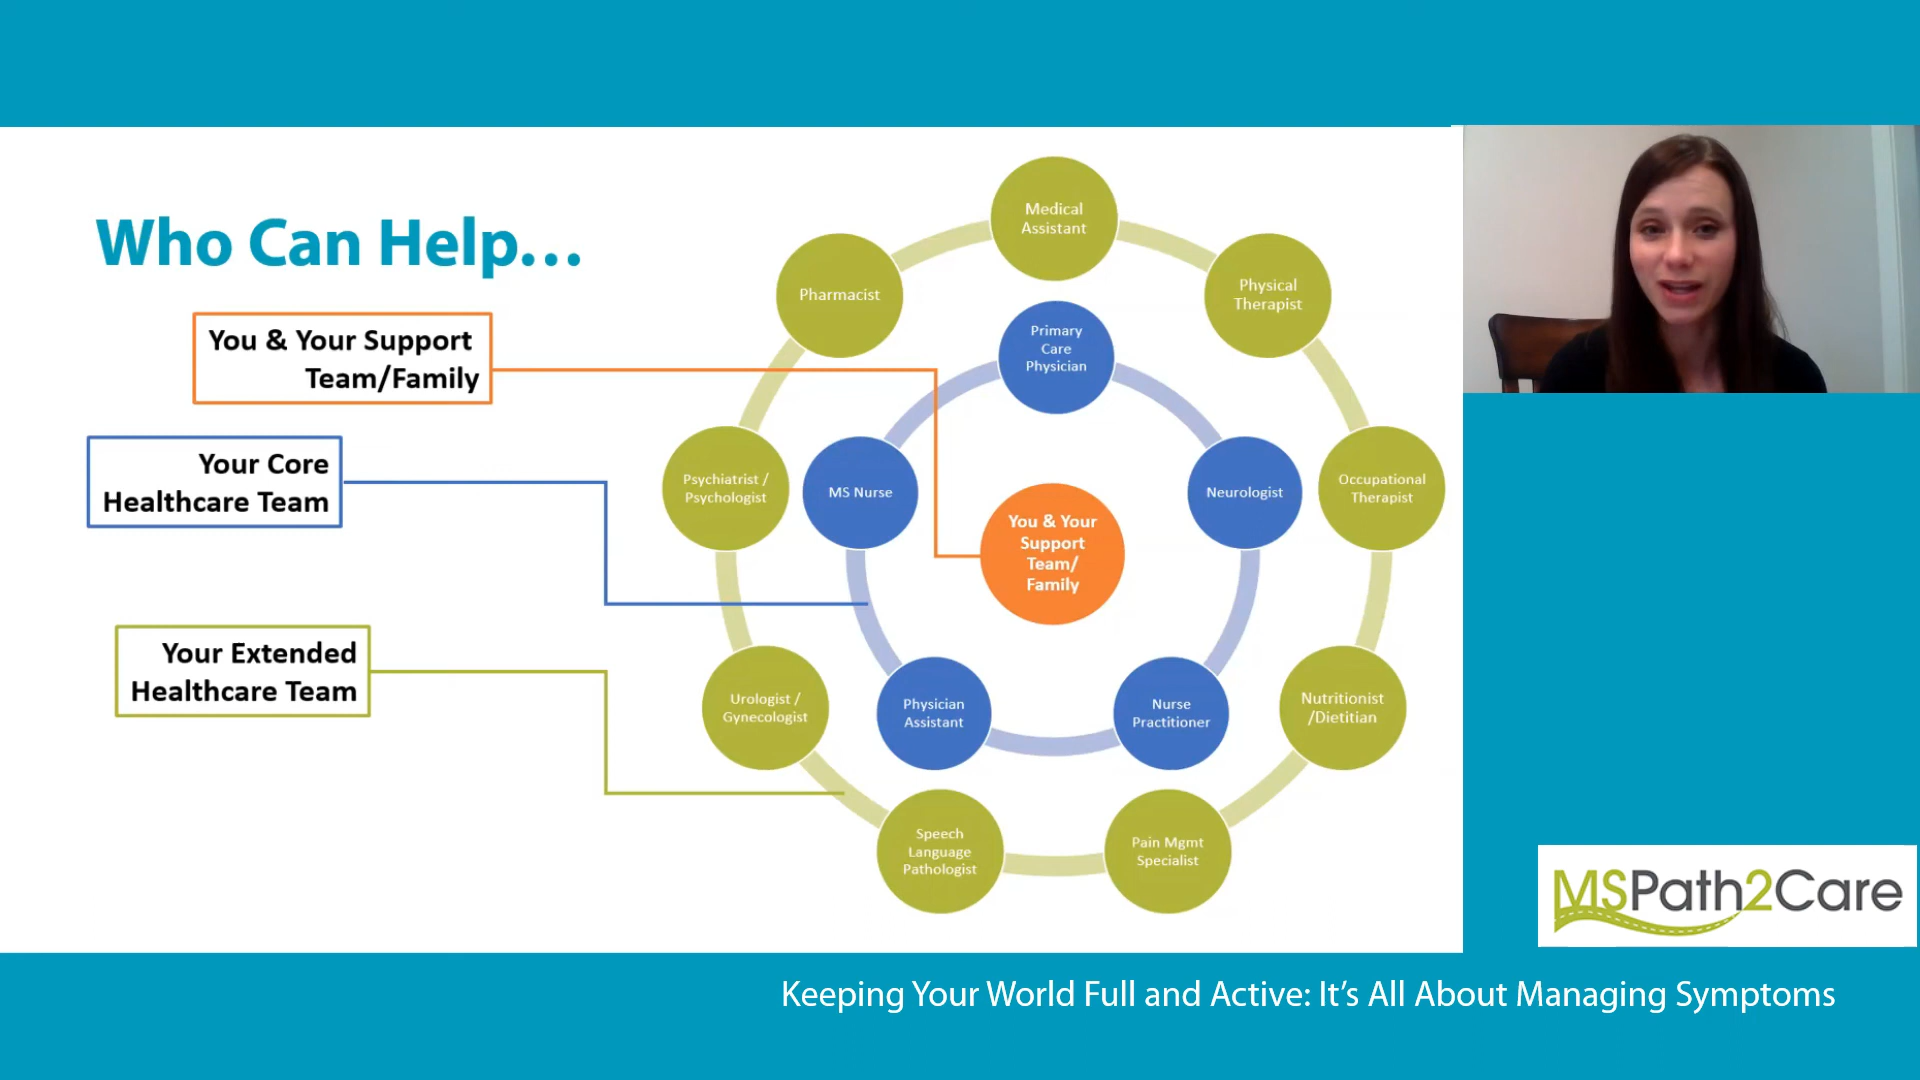 Who Can Help...
You & Your Support
Team/Family
Your Core
Healthcare Team
Your Extended
Healthcare Team
Medical
Assistant
Physical
Therapist
Occupational
Therapist
Nutritionist
/Dietitian
Pain Mgmt
Specialist
Speech
Language
Pathologist
Urologist /
Gynecologist
Psychiatrist /
Psychologist
Pharmacist
Primary
Care
Physician
Neurologist
Nurse
Practitioner
Physician
Assistant
MS Nurse
You & Your
Support
Team/
Family
MSPath2Care
Keeping Your World Full and Active: It's All About Managing Symptoms